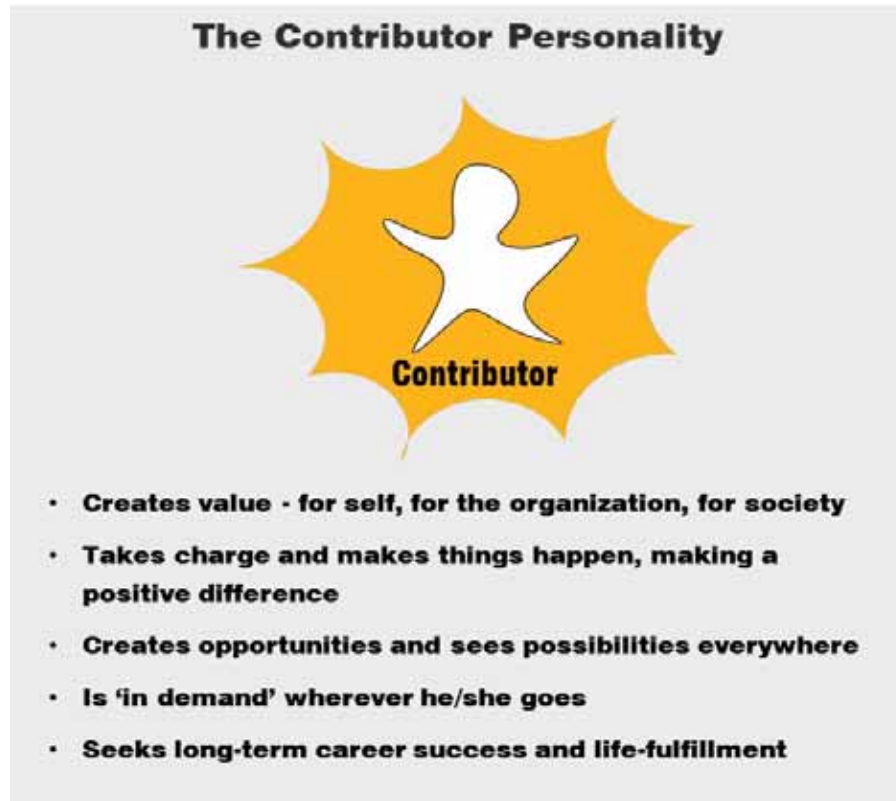 The Contributor Personality
Contributor
• Creates value - for self, for the organization, for society
• Takes charge and makes things happen, making a
positive difference
• Creates opportunities and sees possibilities everywhere
• Is ‘in demand’ wherever he/she goes
• Seeks long-term career success and life-fulfillment